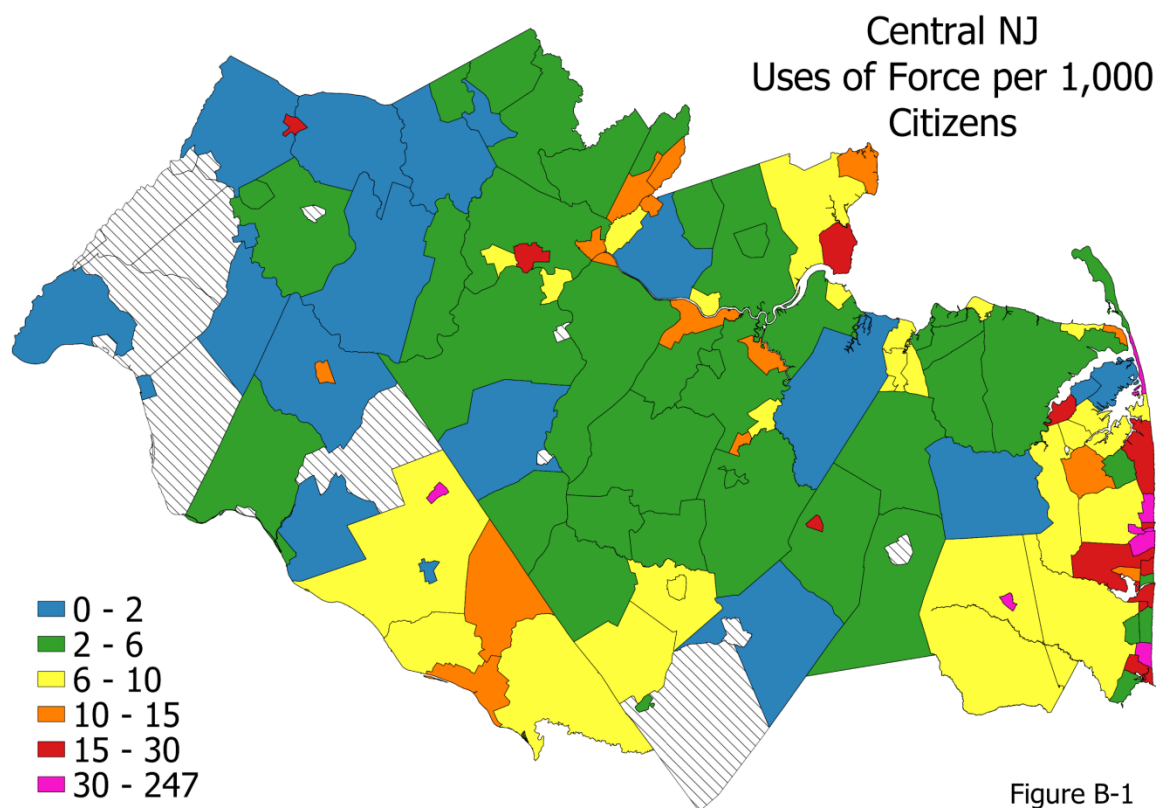 Central NJ
Uses of Force per 1,000
Citizens
0 - 2
2 - 6
6 - 10
10 - 15
15 - 30
30 - 247
Figure B-1